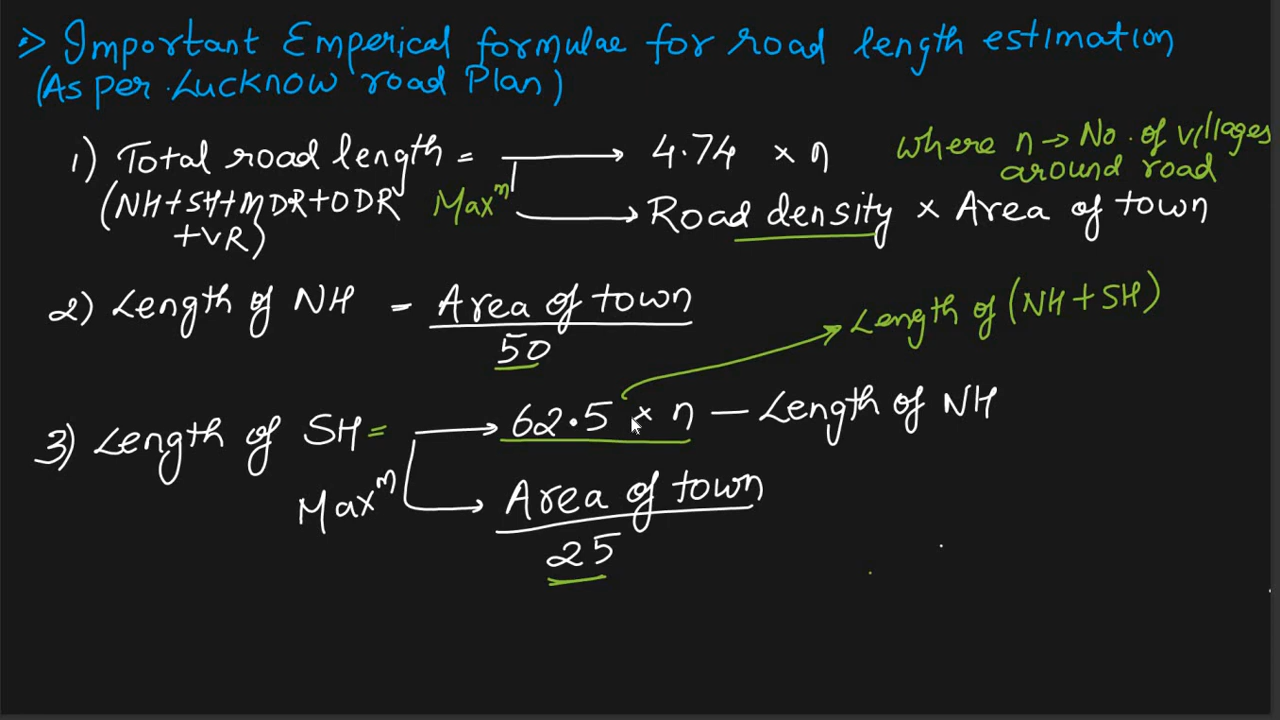 ⇒ Important Emperical formulae for road length estimation
(As per Lucknow road Plan)
1) Total road length = → 4.74 × n
where n → No. of villages
around road
(NH+SH+MDR+ODR
+VR)
Maxᵐ → Road density × Area of town
2) Length of NH = Area of town
50
Length of (NH+SH)
3) Length of SH = → 62.5 × n — Length of NH
Maxᵐ → Area of town
25